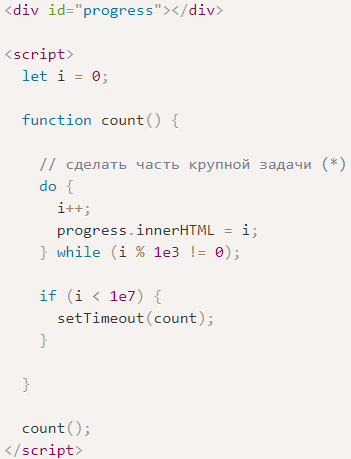 <div id="progress"></div>

<script>
  let i = 0;

  function count() {

    // сделать часть крупной задачи (*)
    do {
      i++;
      progress.innerHTML = i;
    } while (i % 1e3 != 0);

    if (i < 1e7) {
      setTimeout(count);
    }

  }

  count();
</script>